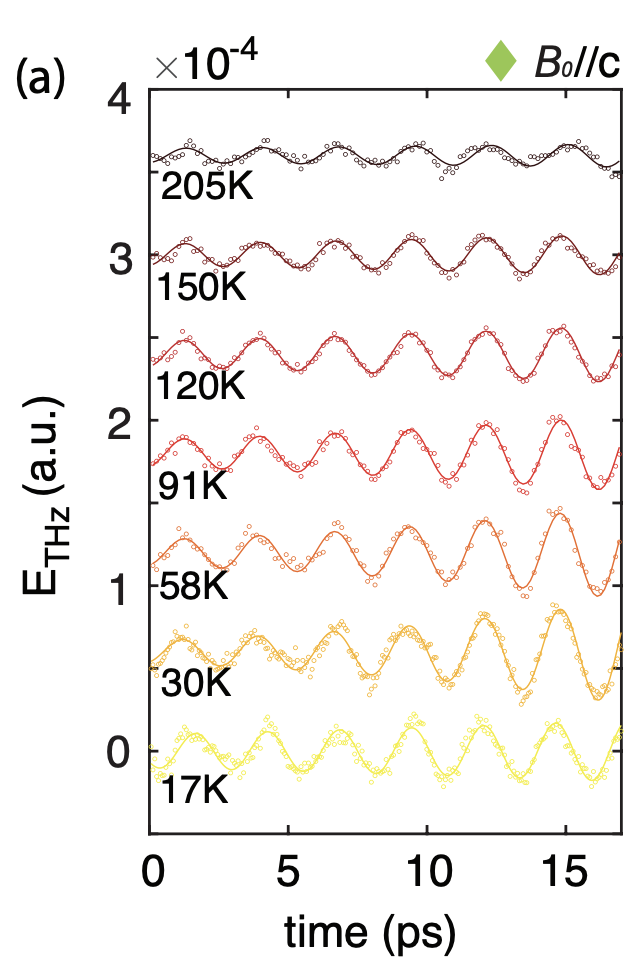 (a) ×10⁻⁴ B₀//c
4
205K
3
150K
120K
2
91K
1
58K
30K
0
17K
E_THz (a.u.)
0 5 10 15
time (ps)